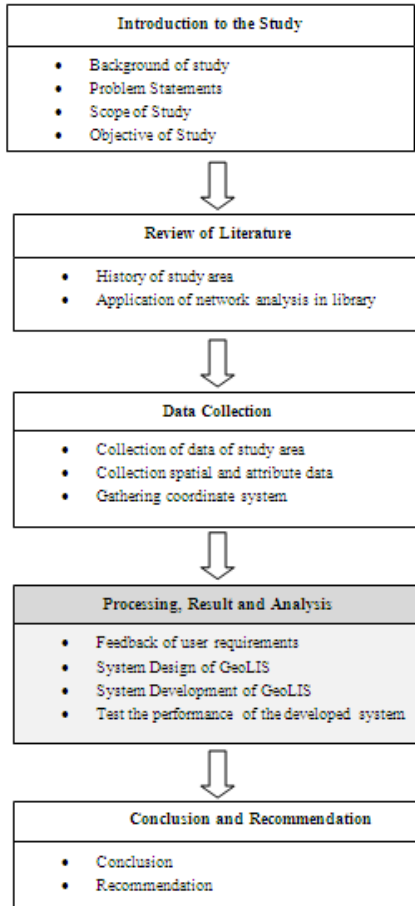 Introduction to the Study
• Background of study
• Problem Statements
• Scope of Study
• Objective of Study
Review of Literature
• History of study area
• Application of network analysis in library
Data Collection
• Collection of data of study area
• Collection spatial and attribute data
• Gathering coordinate system
Processing, Result and Analysis
• Feedback of user requirements
• System Design of GeoLIS
• System Development of GeoLIS
• Test the performance of the developed system
Conclusion and Recommendation
• Conclusion
• Recommendation